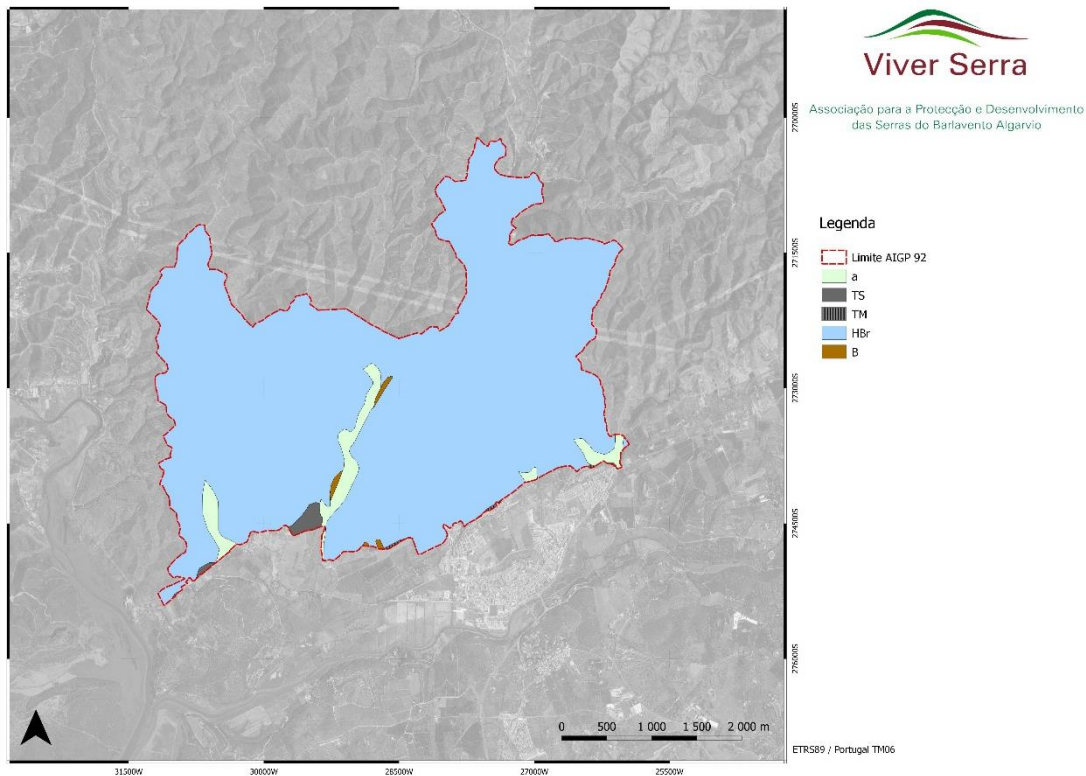 Viver Serra
Associação para a Protecção e Desenvolvimento
das Serras do Barlavento Algarvio
Legenda
Limite AIGP 92
a
TS
TM
HBr
B
270000S
271500S
273000S
274500S
276000S
0 500 1 000 1 500 2 000 m
ETRS89 / Portugal TM06
31500W 30000W 28500W 27000W 25500W